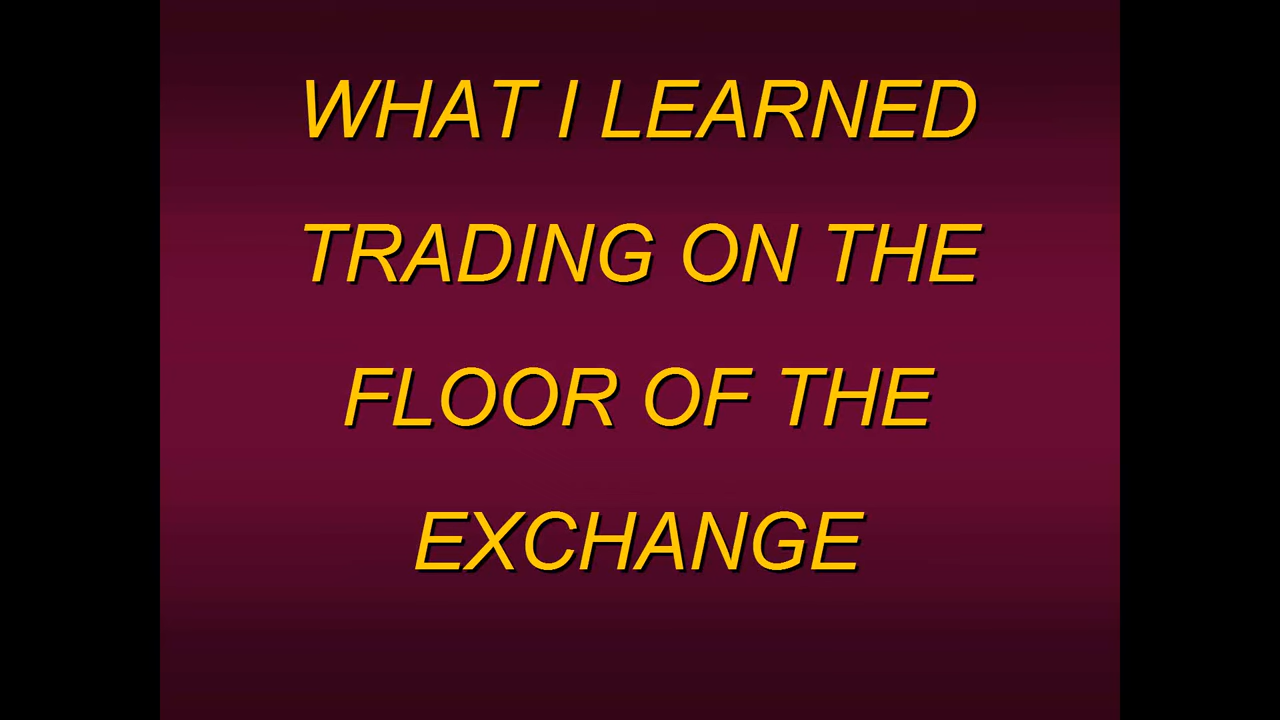 WHAT I LEARNED
TRADING ON THE
FLOOR OF THE
EXCHANGE